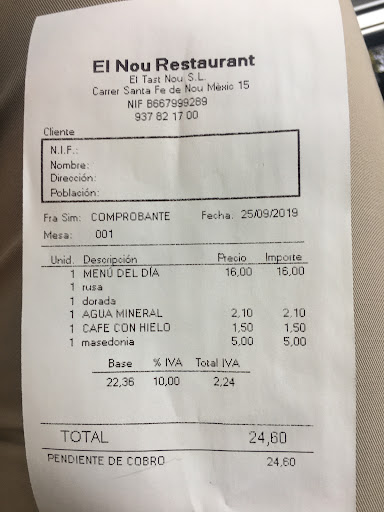 El Nou Restaurant
El Tast Nou S.L.
Carrer Santa Fe de Nou Mèxic 15
NIF B667999289
937 82 17 00
Cliente
N.I.F.:
Nombre:
Dirección:
Población:
Fra Sim: COMPROBANTE Fecha: 25/09/2019
Mesa: 001
Unid. Descripción Precio Importe
1 MENÚ DEL DÍA 16,00 16,00
1 rusa
1 dorada
1 AGUA MINERAL 2,10 2,10
1 CAFE CON HIELO 1,50 1,50
1 masedonia 5,00 5,00
Base % IVA Total IVA
22,36 10,00 2,24
TOTAL 24,60
PENDIENTE DE COBRO 24,60